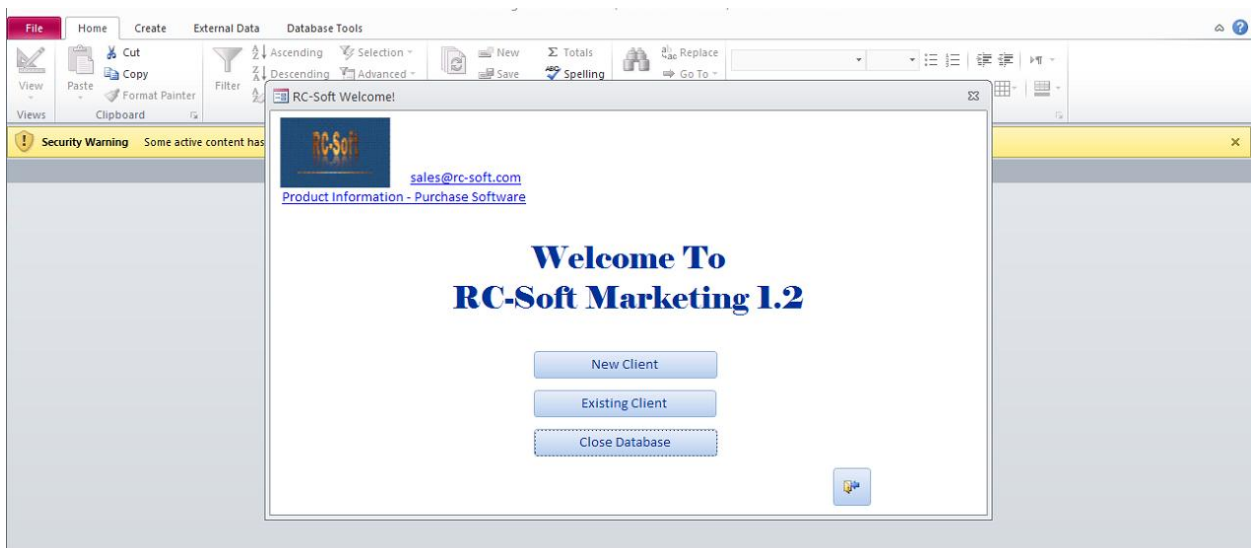 File Home Create External Data Database Tools
Cut Ascending Selection New Totals Replace
Copy Descending Advanced Save Spelling Go To
View Paste Format Painter Filter
Views Clipboard
RC-Soft Welcome!
Security Warning Some active content has
RC-Soft
sales@rc-soft.com
Product Information - Purchase Software
Welcome To
RC-Soft Marketing 1.2
New Client
Existing Client
Close Database